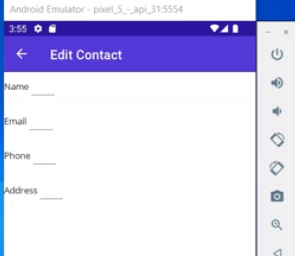 Android Emulator - pixel_5_-_api_31:5554
3:55
Edit Contact
Name
Email
Phone
Address